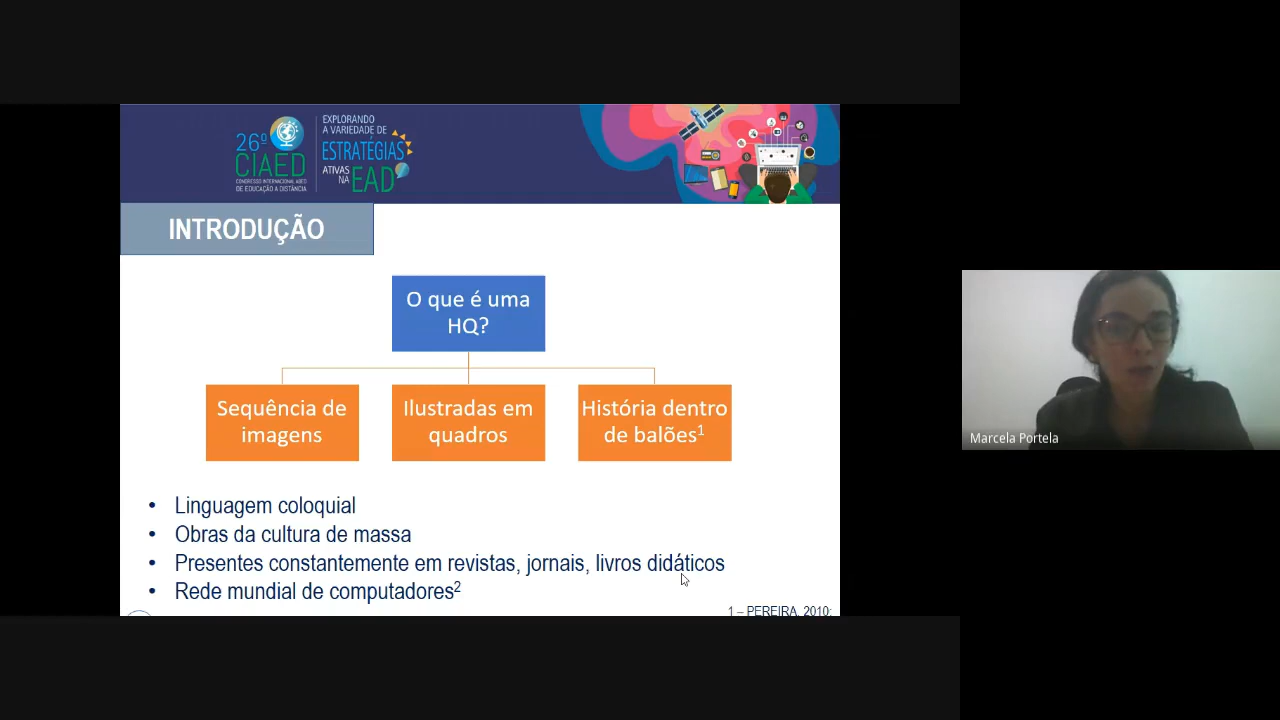 26º
CIAED
CONGRESSO INTERNACIONAL ABED
DE EDUCAÇÃO A DISTÂNCIA
EXPLORANDO
A VARIEDADE DE
ESTRATÉGIAS
ATIVAS
NA EAD
INTRODUÇÃO
O que é uma
HQ?
Sequência de
imagens
Ilustradas em
quadros
História dentro
de balões¹
• Linguagem coloquial
• Obras da cultura de massa
• Presentes constantemente em revistas, jornais, livros didáticos
• Rede mundial de computadores²
1 – PEREIRA, 2010;
Marcela Portela